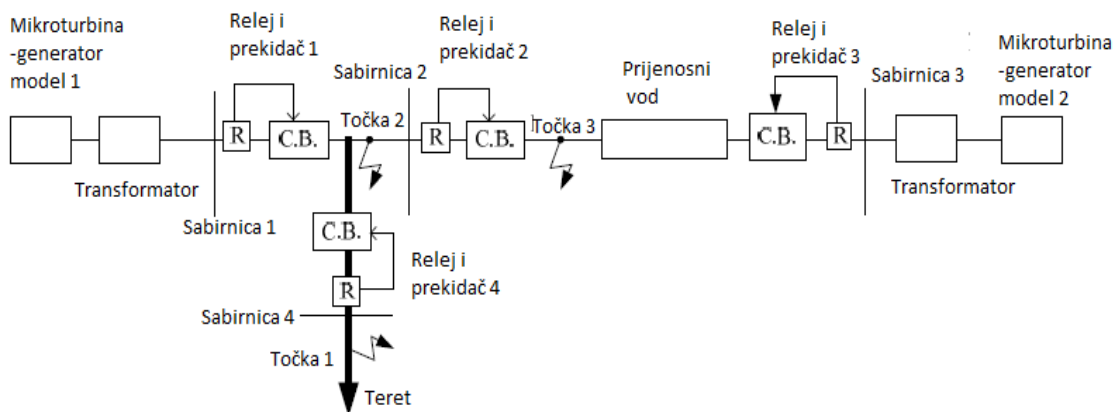 Mikroturbina
-generator
model 1
Relej i
prekidač 1
Relej i
prekidač 2
Relej i
prekidač 3
Mikroturbina
-generator
model 2
Sabirnica 2
Prijenosni
vod
Sabirnica 3
R
C.B.
Točka 2
R
C.B.
Točka 3
C.B.
R
Transformator
Transformator
Sabirnica 1
C.B.
Relej i
prekidač 4
R
Sabirnica 4
Točka 1
Teret